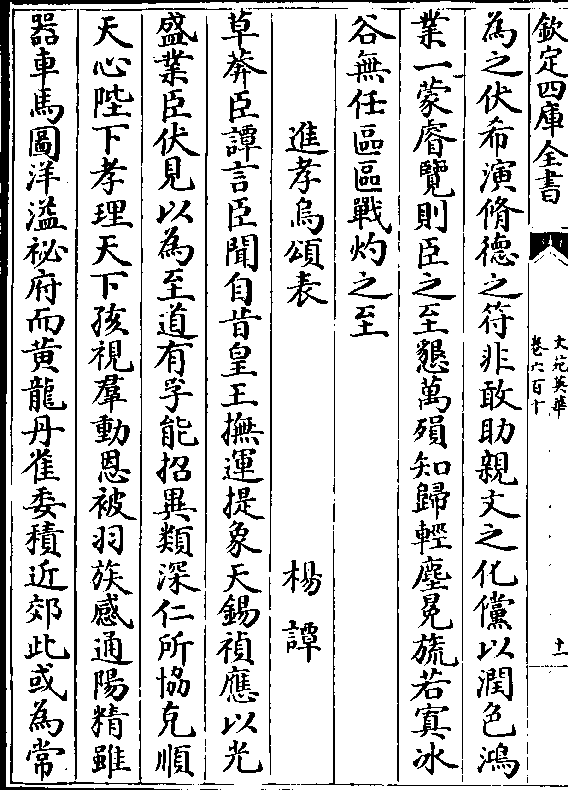 欽定四庫全書
文苑英華
卷六百十
十一
為之伏希演脩德之符非敢助親文之化儻以潤色鴻
業一蒙睿覽則臣之至懇萬殞知歸輕塵冕旒若寘冰
谷無任區區戰灼之至
進孝烏頌表
楊譚
草莽臣譚言臣聞自昔皇王撫運提象天錫禎應以光
盛業臣伏見以為至道有孚能招異類深仁所協克順
天心陛下孝理天下孩視羣動恩被羽族感通陽精雖
器車馬圖洋溢祕府而黄龍丹雀委積近郊此或為常